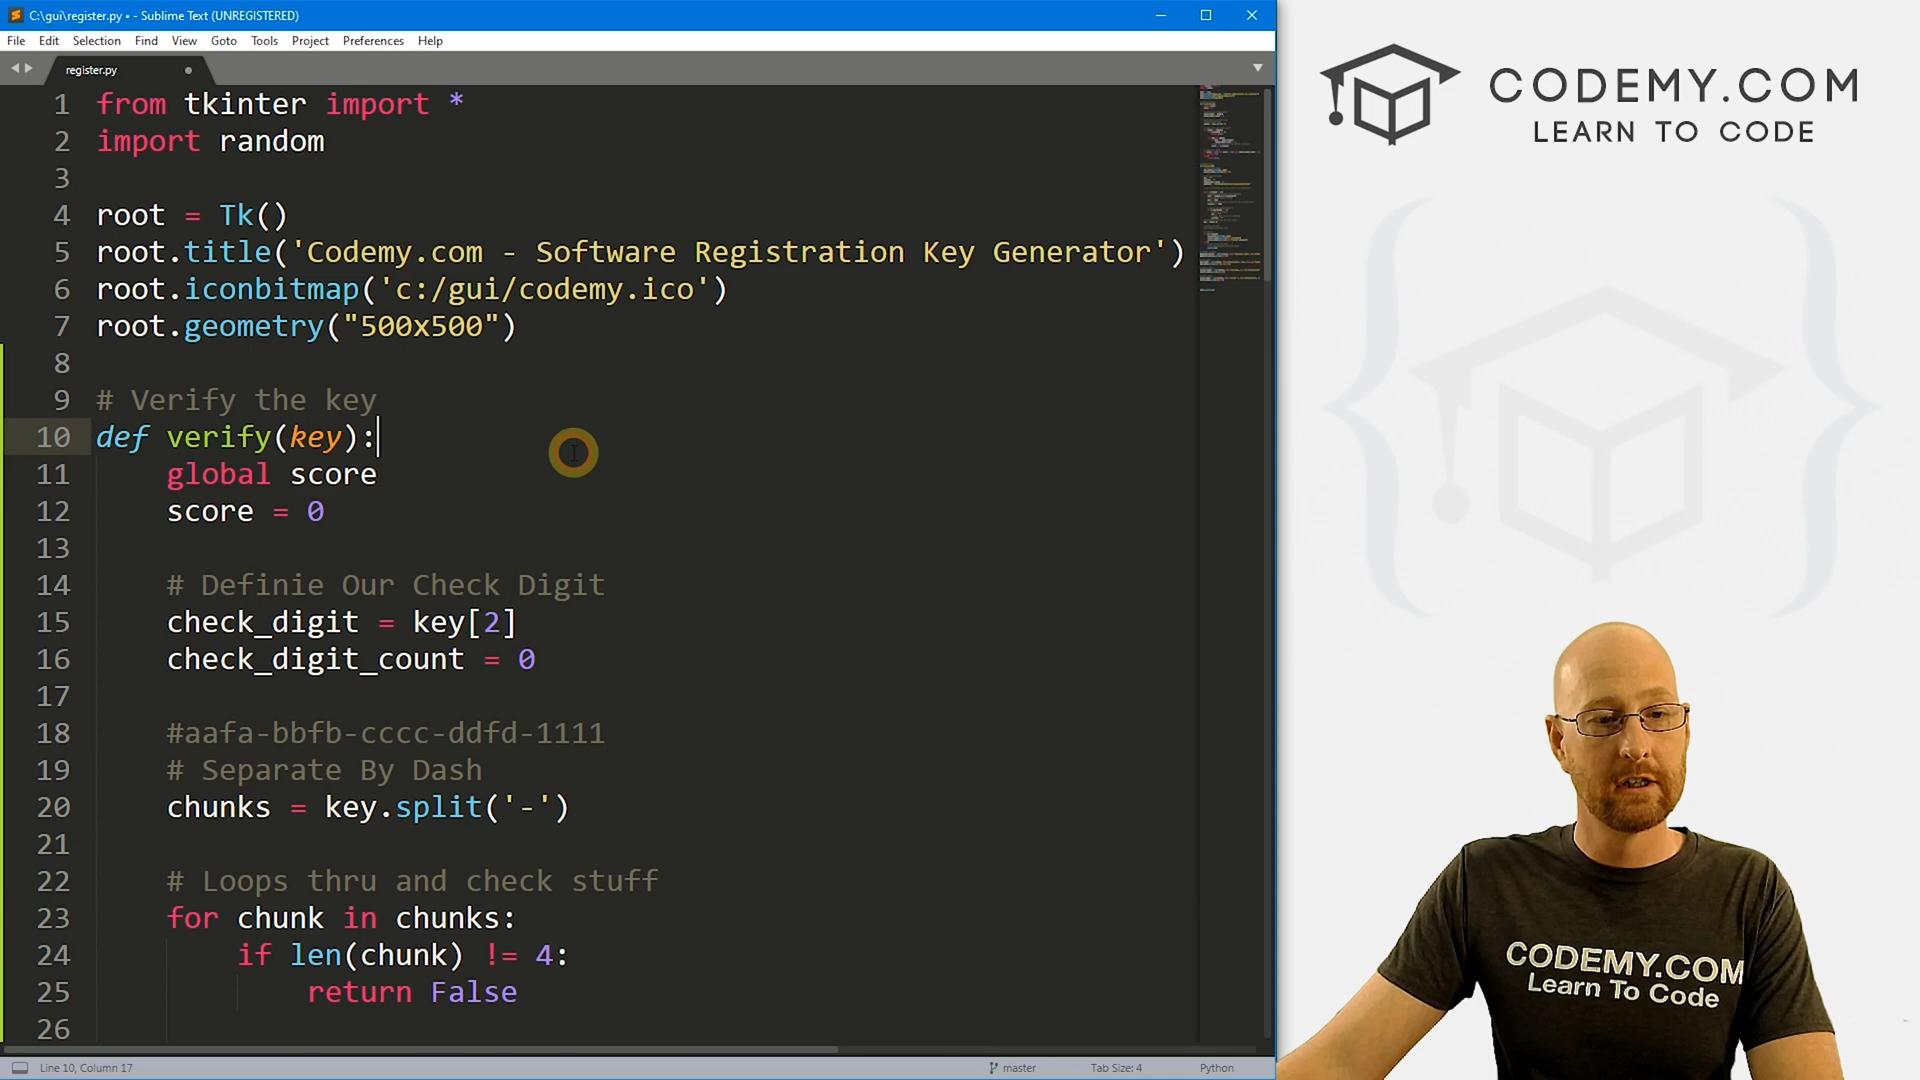 C:\gui\register.py • - Sublime Text (UNREGISTERED)
File Edit Selection Find View Goto Tools Project Preferences Help
register.py
1 from tkinter import *
2 import random
3
4 root = Tk()
5 root.title('Codemy.com - Software Registration Key Generator')
6 root.iconbitmap('c:/gui/codemy.ico')
7 root.geometry("500x500")
8
9 # Verify the key
10 def verify(key):
11 global score
12 score = 0
13
14 # Definie Our Check Digit
15 check_digit = key[2]
16 check_digit_count = 0
17
18 #aafa-bbfb-cccc-ddfd-1111
19 # Separate By Dash
20 chunks = key.split('-')
21
22 # Loops thru and check stuff
23 for chunk in chunks:
24 if len(chunk) != 4:
25 return False
26
Line 10, Column 17
master
Tab Size: 4
Python
CODEMY.COM
LEARN TO CODE
CODEMY.COM
Learn To Code